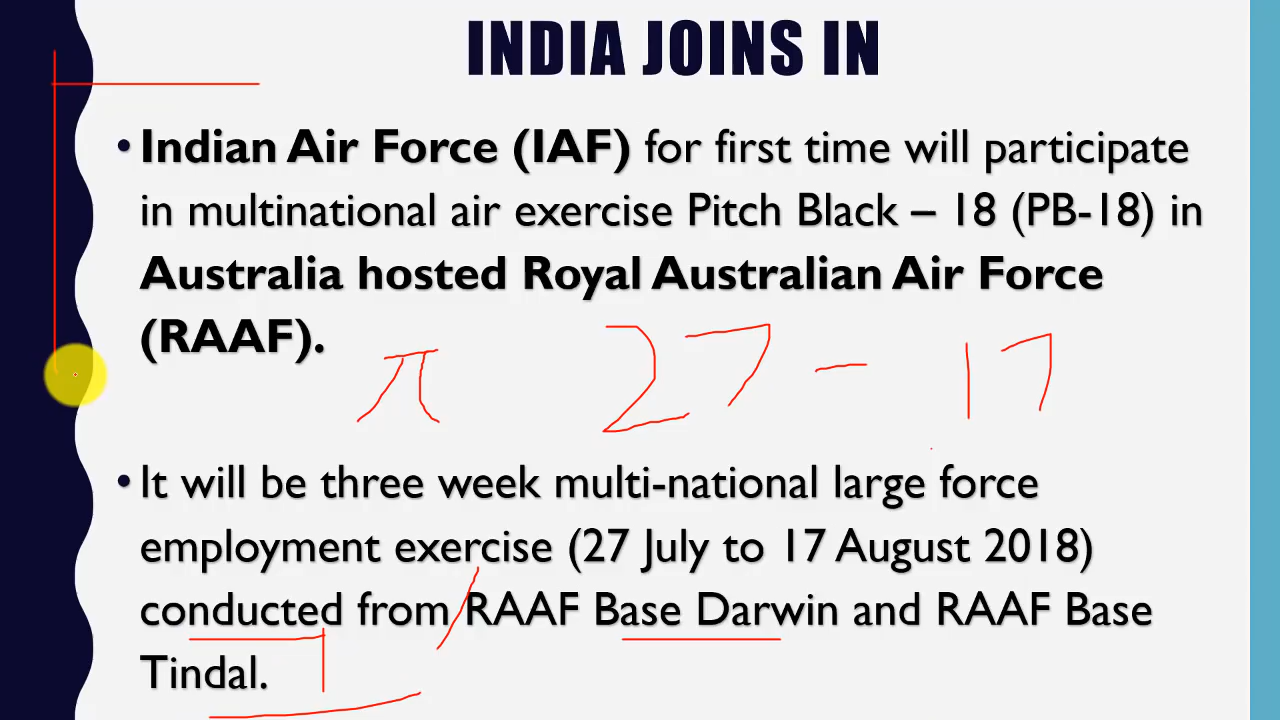 INDIA JOINS IN
•Indian Air Force (IAF) for first time will participate
in multinational air exercise Pitch Black – 18 (PB-18) in
Australia hosted Royal Australian Air Force
(RAAF).
π 27 – 17
•It will be three week multi-national large force
employment exercise (27 July to 17 August 2018)
conducted from RAAF Base Darwin and RAAF Base
Tindal.